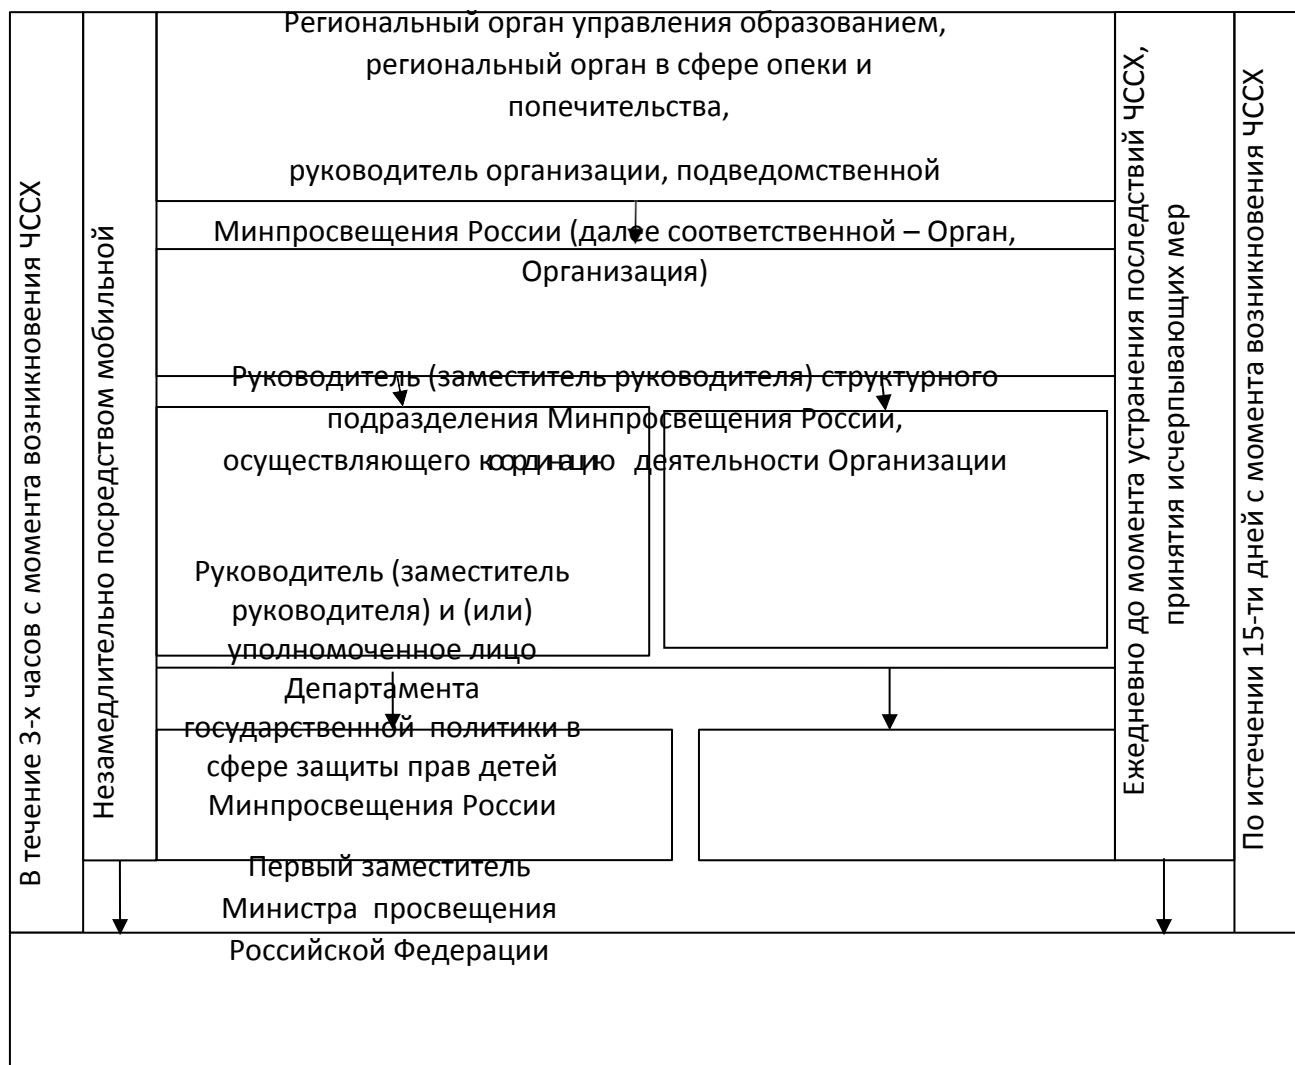 В течение 3-х часов с момента возникновения ЧССХ
Незамедлительно посредством мобильной
Региональный орган управления образованием,
региональный орган в сфере опеки и
попечительства,
руководитель организации, подведомственной
Минпросвещения России (далее соответственной – Орган,
Организация)
Руководитель (заместитель руководителя) структурного
подразделения Минпросвещения России,
осуществляющего деятельности Организации
Руководитель (заместитель
руководителя) и (или)
уполномоченное лицо
Департамента
государственной политики в
сфере защиты прав детей
Минпросвещения России
Первый заместитель
Министра просвещения
Российской Федерации
Ежедневно до момента устранения последствий ЧССХ,
принятия исчерпывающих мер
По истечении 15-ти дней с момента возникновения ЧССХ